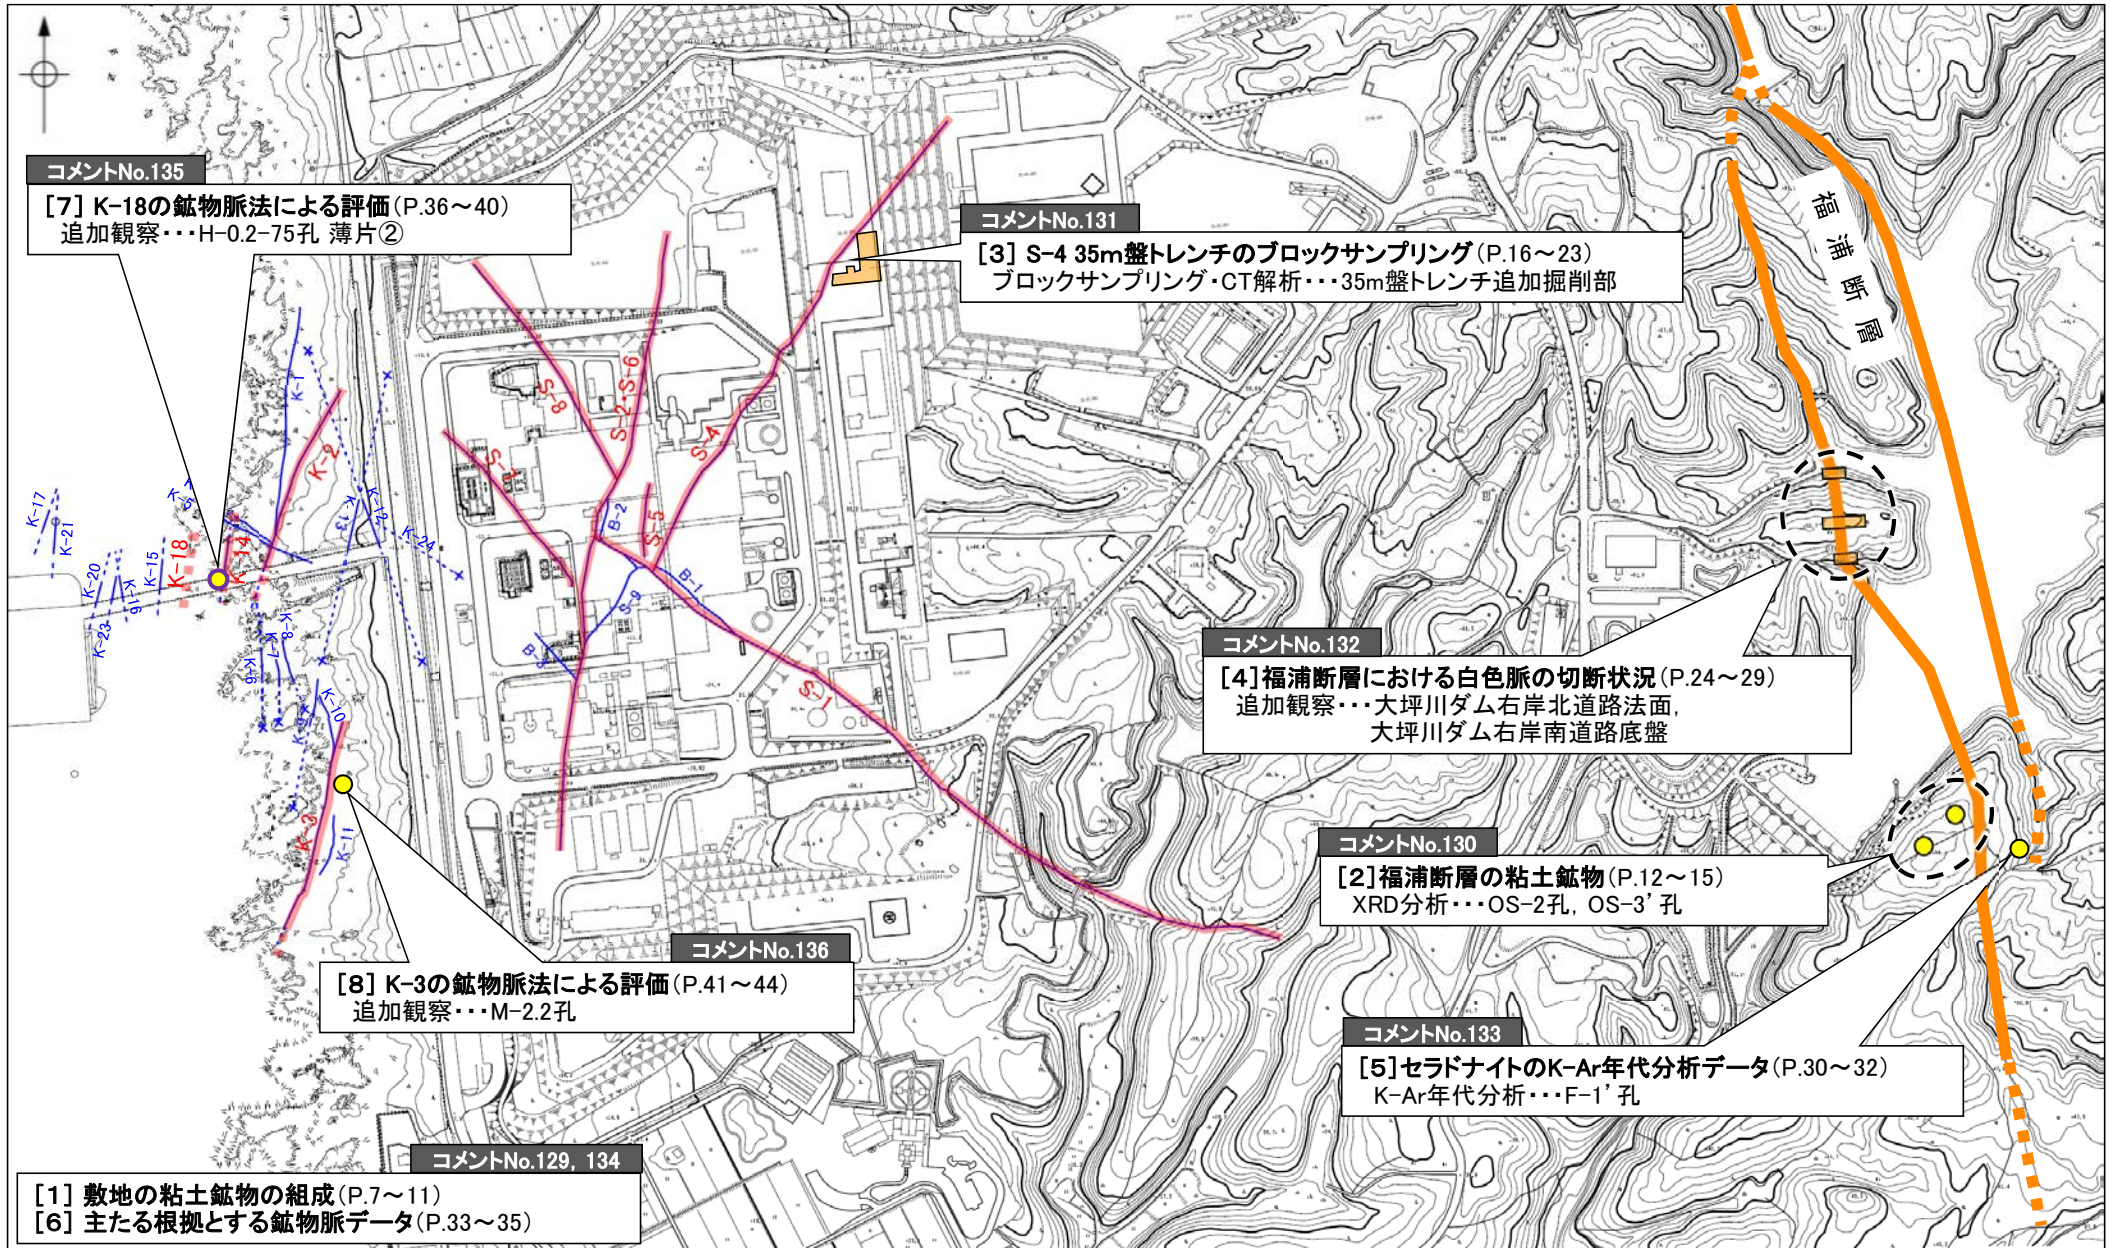 コメントNo.135
[7] K-18の鉱物脈法による評価(P.36～40)
追加観察・・・H-0.2-75孔 薄片②
コメントNo.131
[3] S-4 35m盤トレンチのブロックサンプリング(P.16～23)
ブロックサンプリング・CT解析・・・35m盤トレンチ追加掘削部
福浦断層
K-1
K-2
S-8
S-2・S-6
S-4
S-1
K-17
K-21
K-5
K-18
K-14
K-13
K-12
K-24
B-2
S-5
K-20
K-16
K-15
K-23
B-1
S-9
K-8
K-7
K-6
B-3
コメントNo.132
[4]福浦断層における白色脈の切断状況(P.24～29)
追加観察・・・大坪川ダム右岸北道路法面,
大坪川ダム右岸南道路底盤
K-10
K-9
S-1
K-3
K-11
コメントNo.130
[2]福浦断層の粘土鉱物(P.12～15)
XRD分析・・・OS-2孔, OS-3’孔
コメントNo.136
[8] K-3の鉱物脈法による評価(P.41～44)
追加観察・・・M-2.2孔
コメントNo.133
[5]セラドナイトのK-Ar年代分析データ(P.30～32)
K-Ar年代分析・・・F-1’孔
コメントNo.129, 134
[1] 敷地の粘土鉱物の組成(P.7～11)
[6] 主たる根拠とする鉱物脈データ(P.33～35)